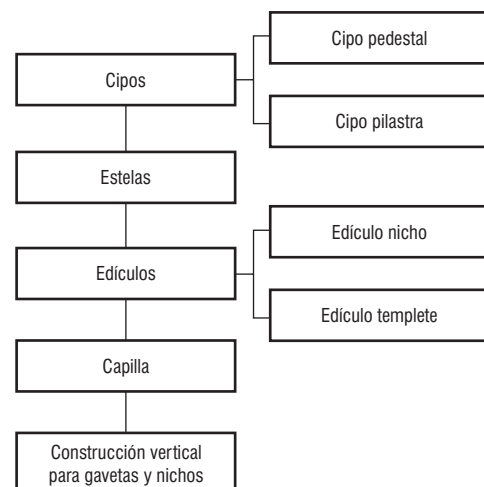 Cipos
Cipo pedestal
Cipo pilastra
Estelas
Edículos
Edículo nicho
Edículo templete
Capilla
Construcción vertical
para gavetas y nichos